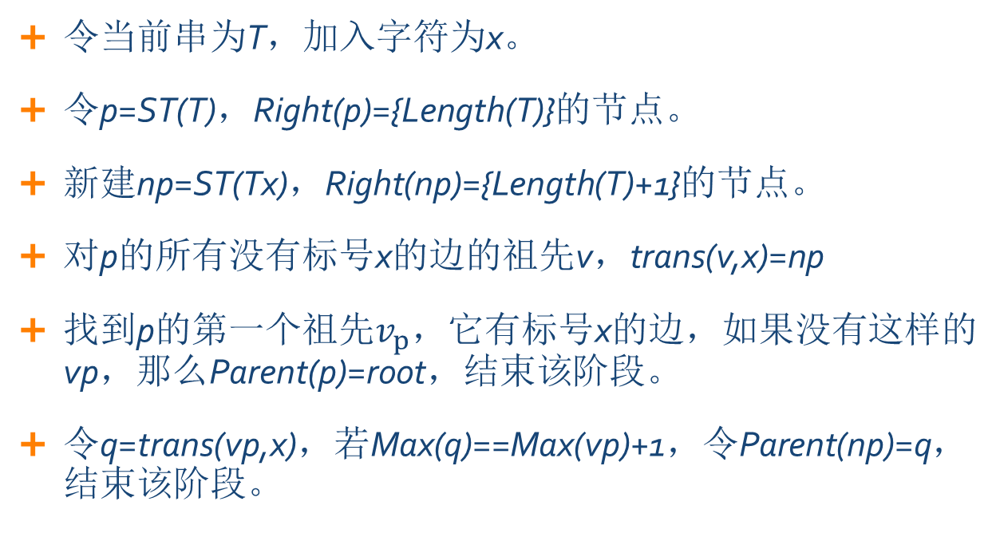 令当前串为T，加入字符为x。
令p=ST(T)，Right(p)={Length(T)}的节点。
新建np=ST(Tx)，Right(np)={Length(T)+1}的节点。
对p的所有没有标号x的边的祖先v，trans(v,x)=np
找到p的第一个祖先vₚ，它有标号x的边，如果没有这样的
vp，那么Parent(p)=root，结束该阶段。
令q=trans(vp,x)，若Max(q)==Max(vp)+1，令Parent(np)=q，
结束该阶段。